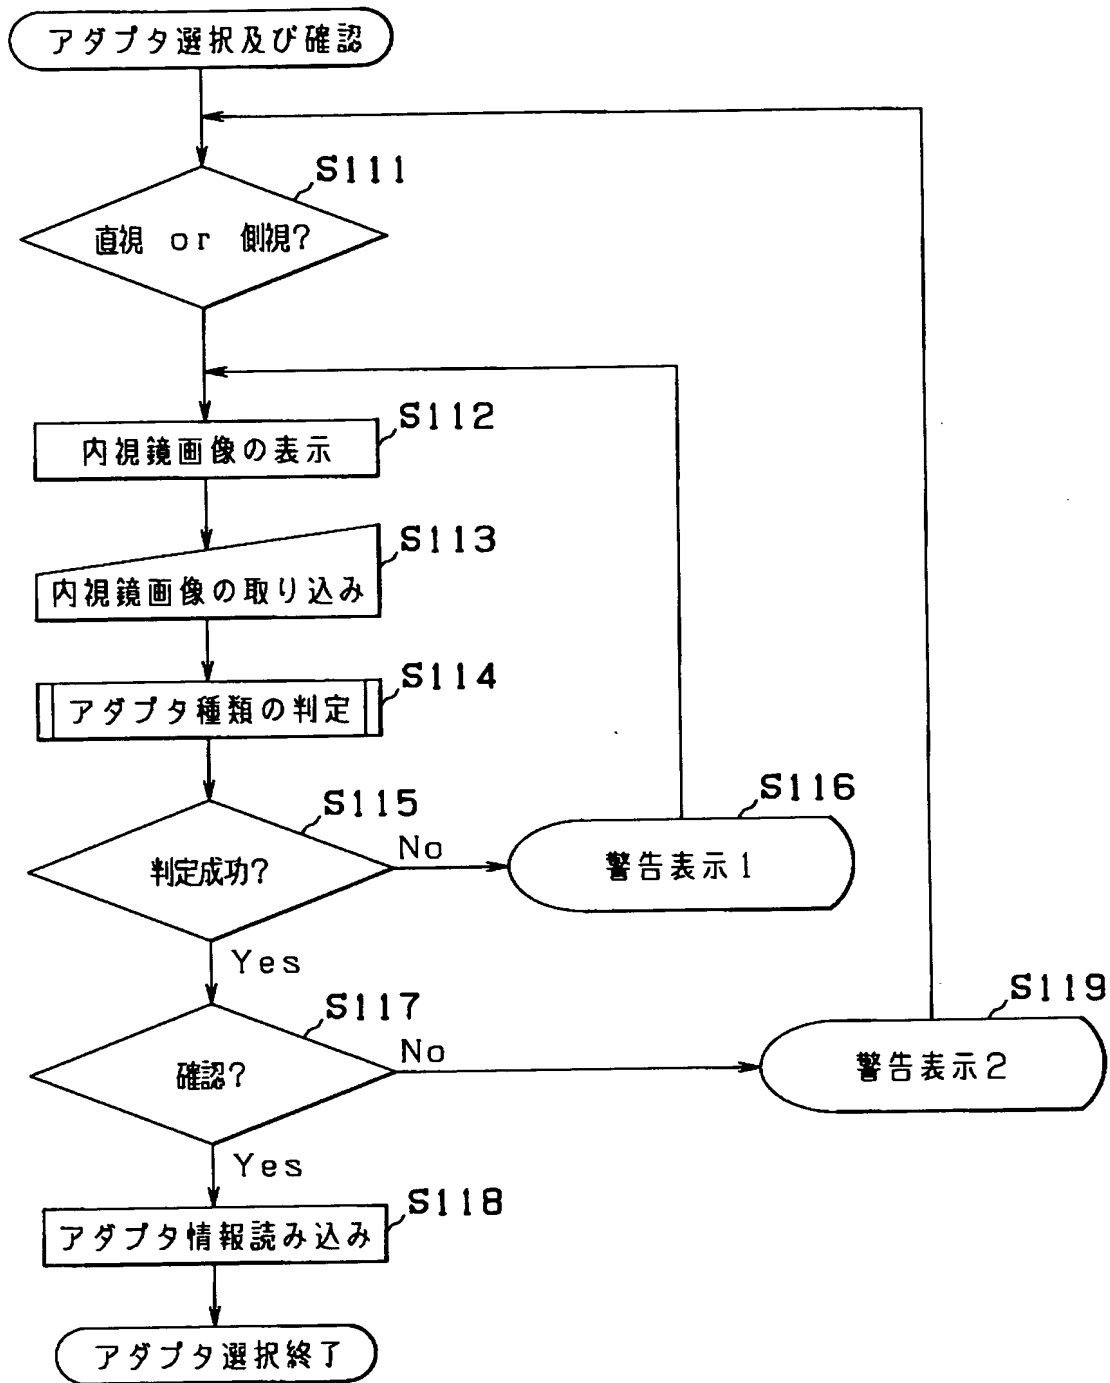 アダプタ選択及び確認
S111
直視 or 側視?
S112
内視鏡画像の表示
S113
内視鏡画像の取り込み
S114
アダプタ種類の判定
S115
判定成功?
No
S116
警告表示1
Yes
S117
確認?
No
S119
警告表示2
Yes
S118
アダプタ情報読み込み
アダプタ選択終了